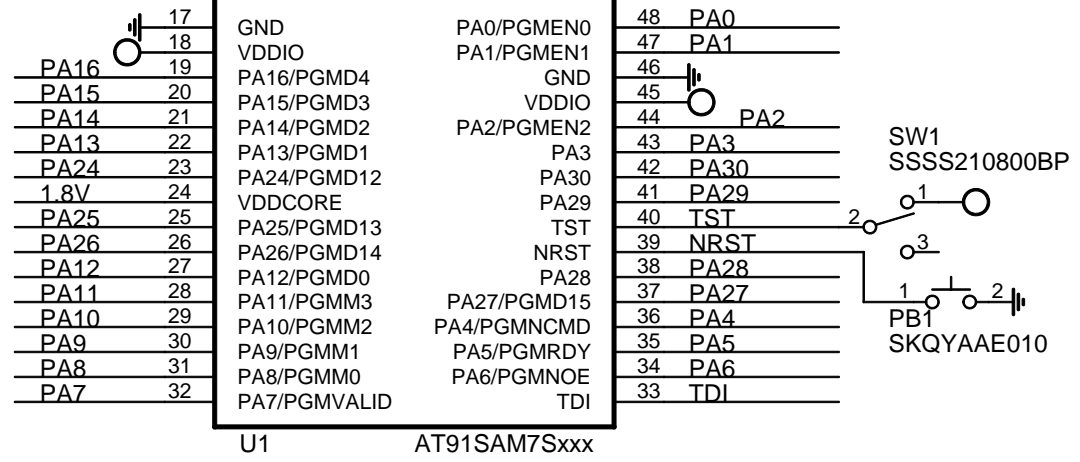 17 GND PA0/PGMEN0 48 PA0
18 VDDIO PA1/PGMEN1 47 PA1
PA16 19 PA16/PGMD4 GND 46
PA15 20 PA15/PGMD3 VDDIO 45
PA14 21 PA14/PGMD2 PA2/PGMEN2 44 PA2
PA13 22 PA13/PGMD1 PA3 43 PA3
PA24 23 PA24/PGMD12 PA30 42 PA30
1.8V 24 VDDCORE PA29 41 PA29
PA25 25 PA25/PGMD13 TST 40 TST
PA26 26 PA26/PGMD14 NRST 39 NRST
PA12 27 PA12/PGMD0 PA28 38 PA28
PA11 28 PA11/PGMM3 PA27/PGMD15 37 PA27
PA10 29 PA10/PGMM2 PA4/PGMNCMD 36 PA4
PA9 30 PA9/PGMM1 PA5/PGMRDY 35 PA5
PA8 31 PA8/PGMM0 PA6/PGMNOE 34 PA6
PA7 32 PA7/PGMVALID TDI 33 TDI
U1 AT91SAM7Sxxx
SW1
SSSS210800BP
1
2
3
1 2
PB1
SKQYAAE010